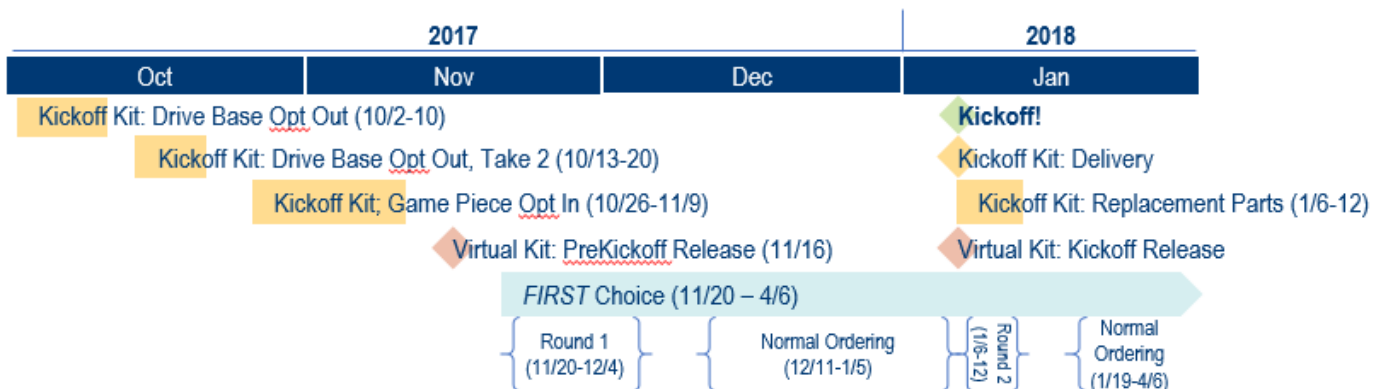 2017 2018
Oct Nov Dec Jan
Kickoff Kit: Drive Base Opt Out (10/2-10) Kickoff!
Kickoff Kit: Drive Base Opt Out, Take 2 (10/13-20) Kickoff Kit: Delivery
Kickoff Kit; Game Piece Opt In (10/26-11/9) Kickoff Kit: Replacement Parts (1/6-12)
Virtual Kit: PreKickoff Release (11/16) Virtual Kit: Kickoff Release
FIRST Choice (11/20 – 4/6)
Round 1
(11/20-12/4)
Normal Ordering
(12/11-1/5)
Round 2
(1/6-12)
Normal
Ordering
(1/19-4/6)